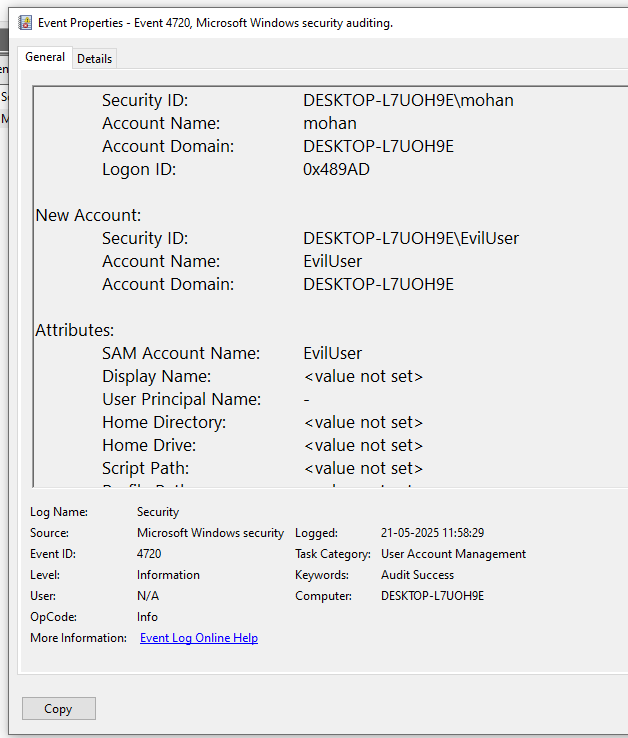 Event Properties - Event 4720, Microsoft Windows security auditing.
General Details
Security ID: DESKTOP-L7UOH9E\mohan
Account Name: mohan
Account Domain: DESKTOP-L7UOH9E
Logon ID: 0x489AD
New Account:
Security ID: DESKTOP-L7UOH9E\EvilUser
Account Name: EvilUser
Account Domain: DESKTOP-L7UOH9E
Attributes:
SAM Account Name: EvilUser
Display Name: <value not set>
User Principal Name: -
Home Directory: <value not set>
Home Drive: <value not set>
Script Path: <value not set>
Log Name: Security
Source: Microsoft Windows security Logged: 21-05-2025 11:58:29
Event ID: 4720 Task Category: User Account Management
Level: Information Keywords: Audit Success
User: N/A Computer: DESKTOP-L7UOH9E
OpCode: Info
More Information: Event Log Online Help
Copy